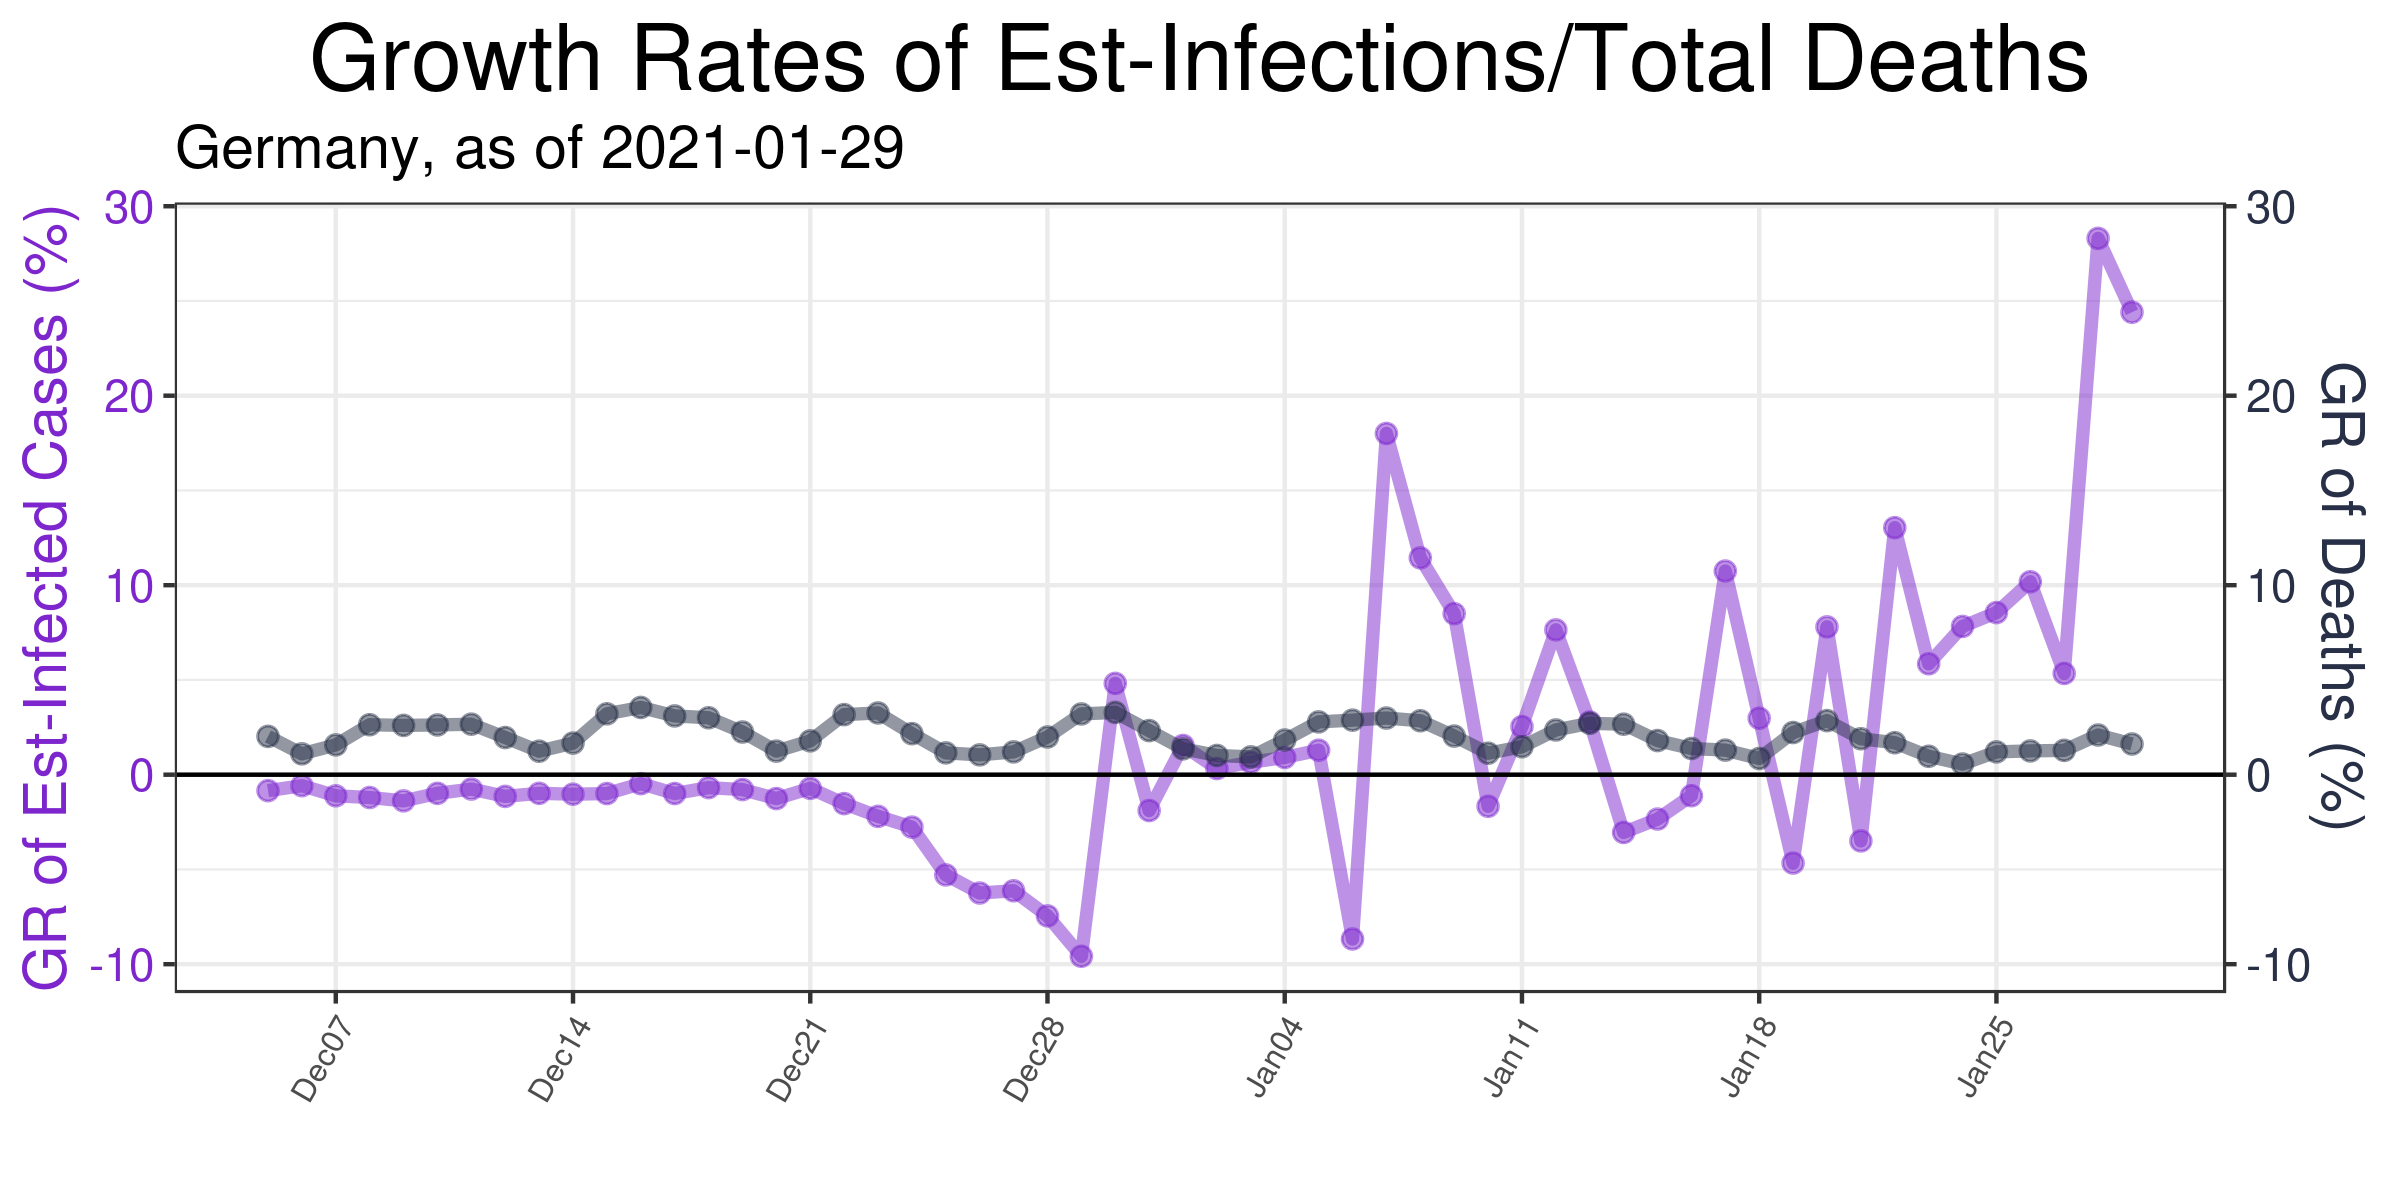 Growth Rates of Est-Infections/Total Deaths
Germany, as of 2021-01-29
GR of Est-Infected Cases (%)
30
20
10
0
-10
30
20
10
0
-10
GR of Deaths (%)
Dec07
Dec14
Dec21
Dec28
Jan04
Jan11
Jan18
Jan25